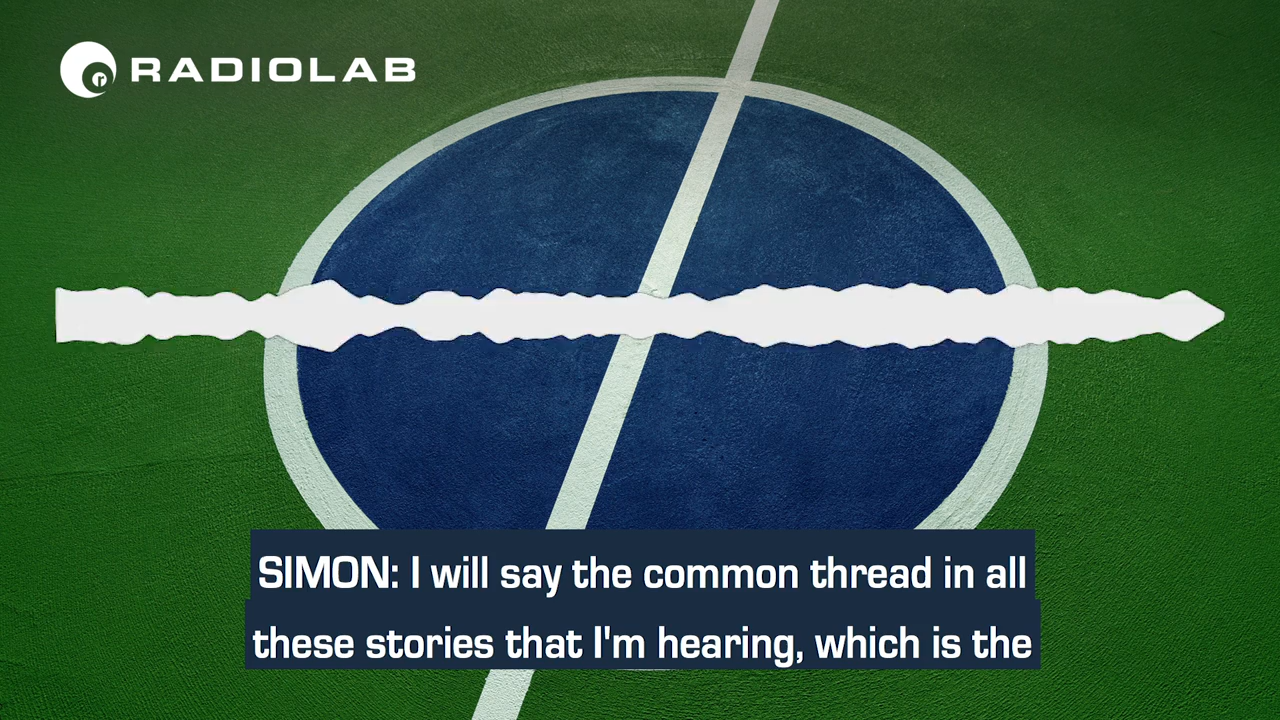 RADIOLAB
SIMON: I will say the common thread in all
these stories that I'm hearing, which is the